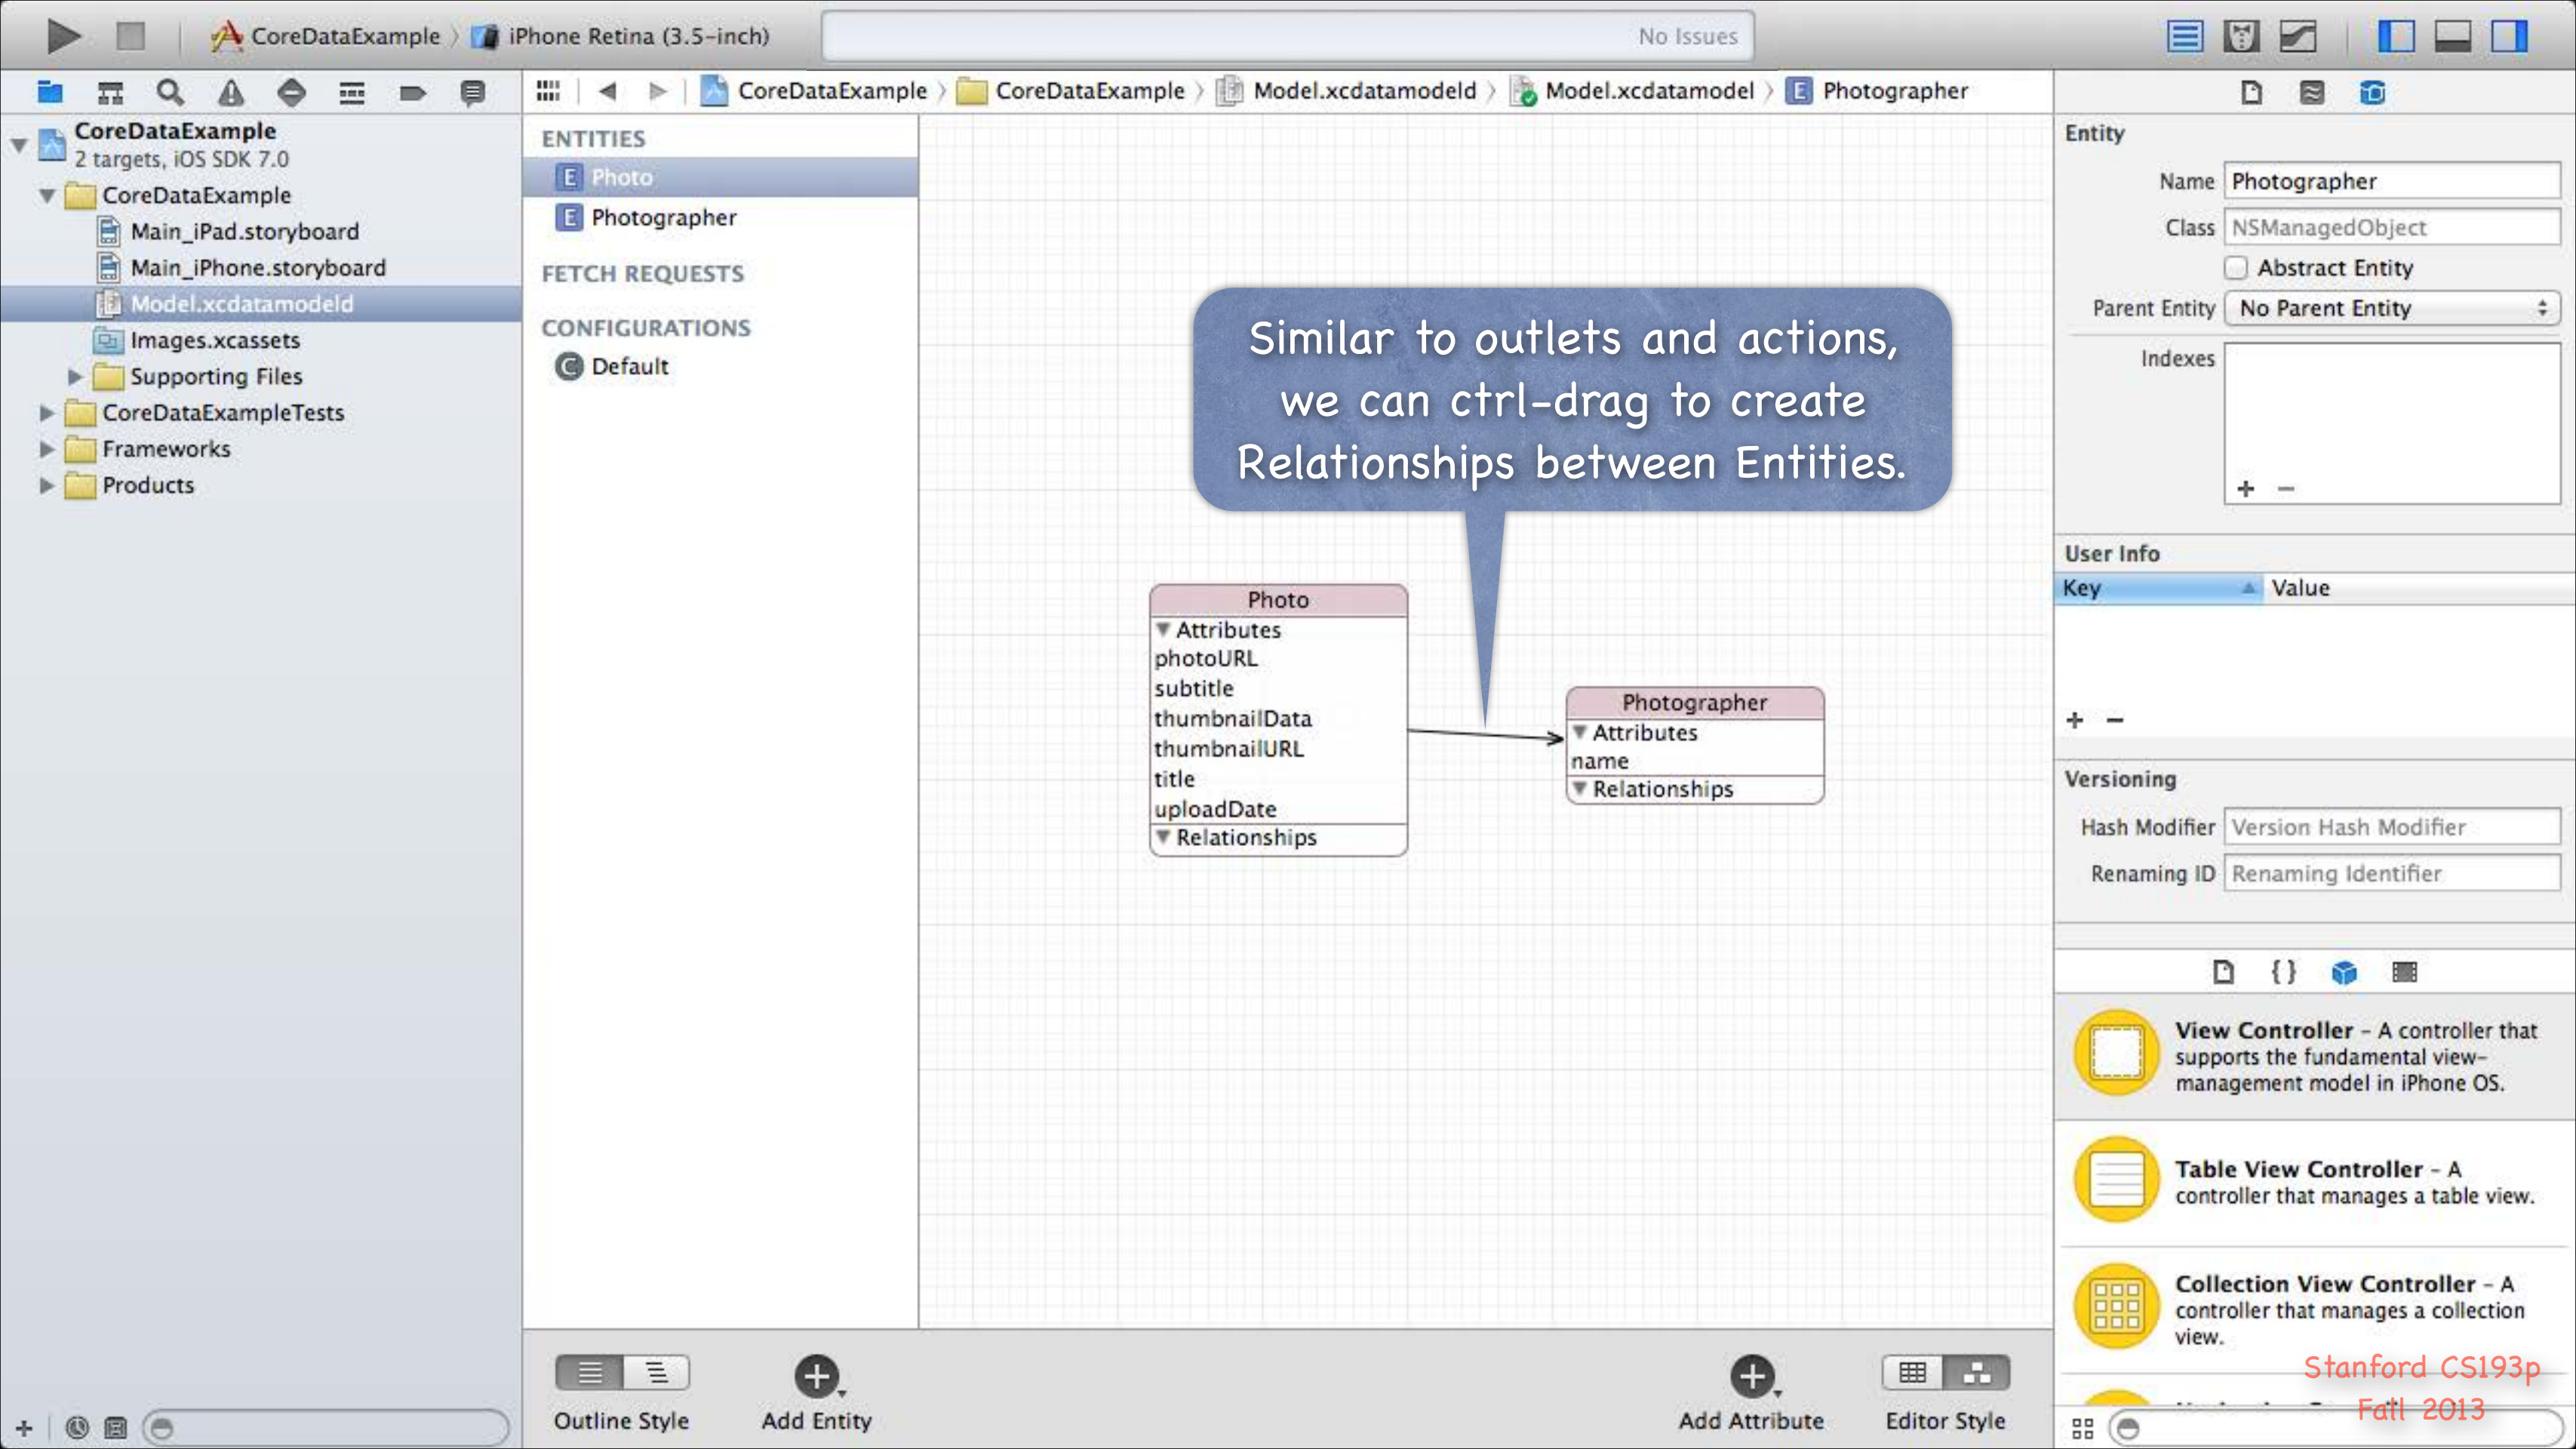 CoreDataExample
iPhone Retina (3.5-inch)
No Issues
CoreDataExample
CoreDataExample
Model.xcdatamodeld
Model.xcdatamodel
E Photographer
CoreDataExample
2 targets, iOS SDK 7.0
CoreDataExample
Main_iPad.storyboard
Main_iPhone.storyboard
Model.xcdatamodeld
Images.xcassets
Supporting Files
CoreDataExampleTests
Frameworks
Products
ENTITIES
E Photo
E Photographer
FETCH REQUESTS
CONFIGURATIONS
C Default
Similar to outlets and actions,
we can ctrl-drag to create
Relationships between Entities.
Photo
Attributes
photoURL
subtitle
thumbnailData
thumbnailURL
title
uploadDate
Relationships
Photographer
Attributes
name
Relationships
Outline Style
Add Entity
Add Attribute
Editor Style
Entity
Name Photographer
Class NSManagedObject
Abstract Entity
Parent Entity No Parent Entity
Indexes
+ −
User Info
Key Value
+ −
Versioning
Hash Modifier Version Hash Modifier
Renaming ID Renaming Identifier
{ }
View Controller – A controller that
supports the fundamental view-
management model in iPhone OS.
Table View Controller – A
controller that manages a table view.
Collection View Controller – A
controller that manages a collection
view.
Stanford CS193p
Fall 2013